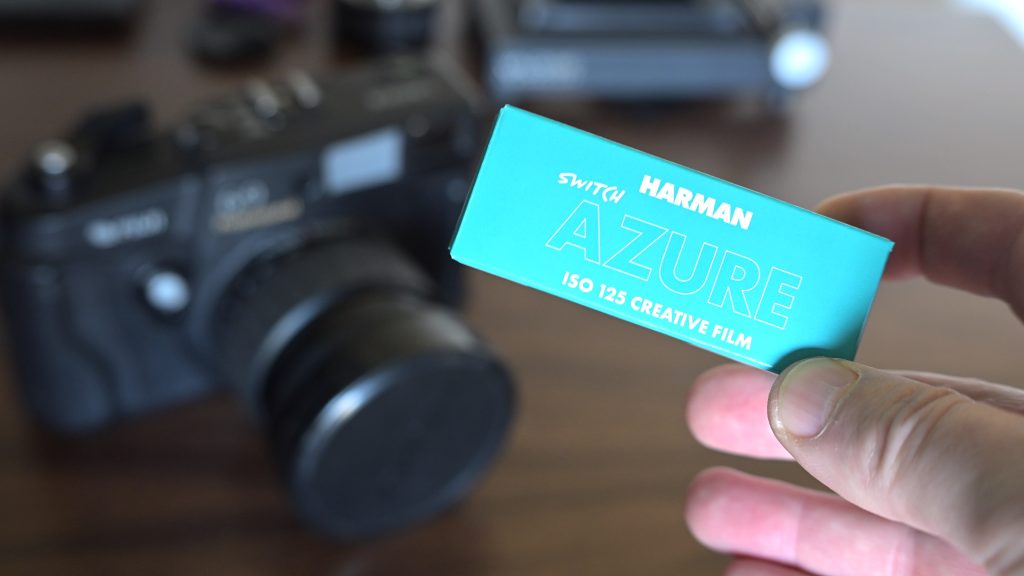 SWITCH HARMAN
AZURE
ISO 125 CREATIVE FILM